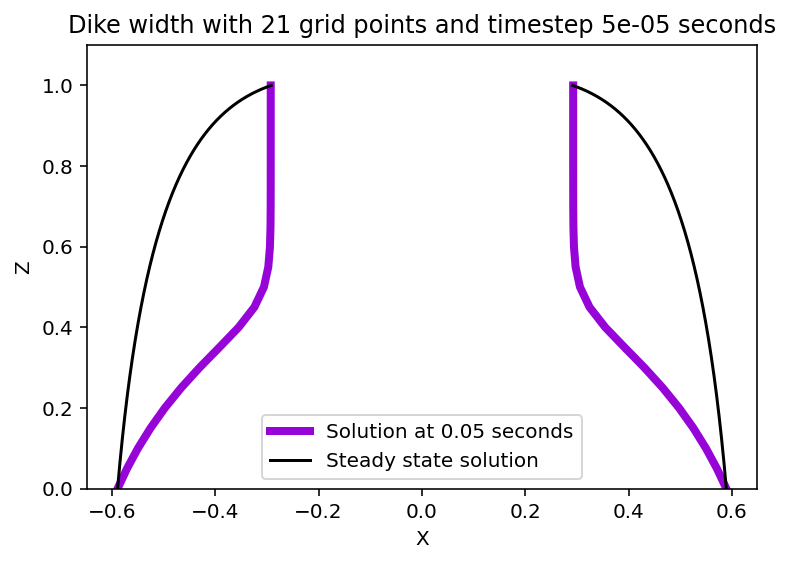 Dike width with 21 grid points and timestep 5e-05 seconds
1.0
0.8
0.6
0.4
0.2
0.0
Z
Solution at 0.05 seconds
Steady state solution
−0.6 −0.4 −0.2 0.0 0.2 0.4 0.6
X